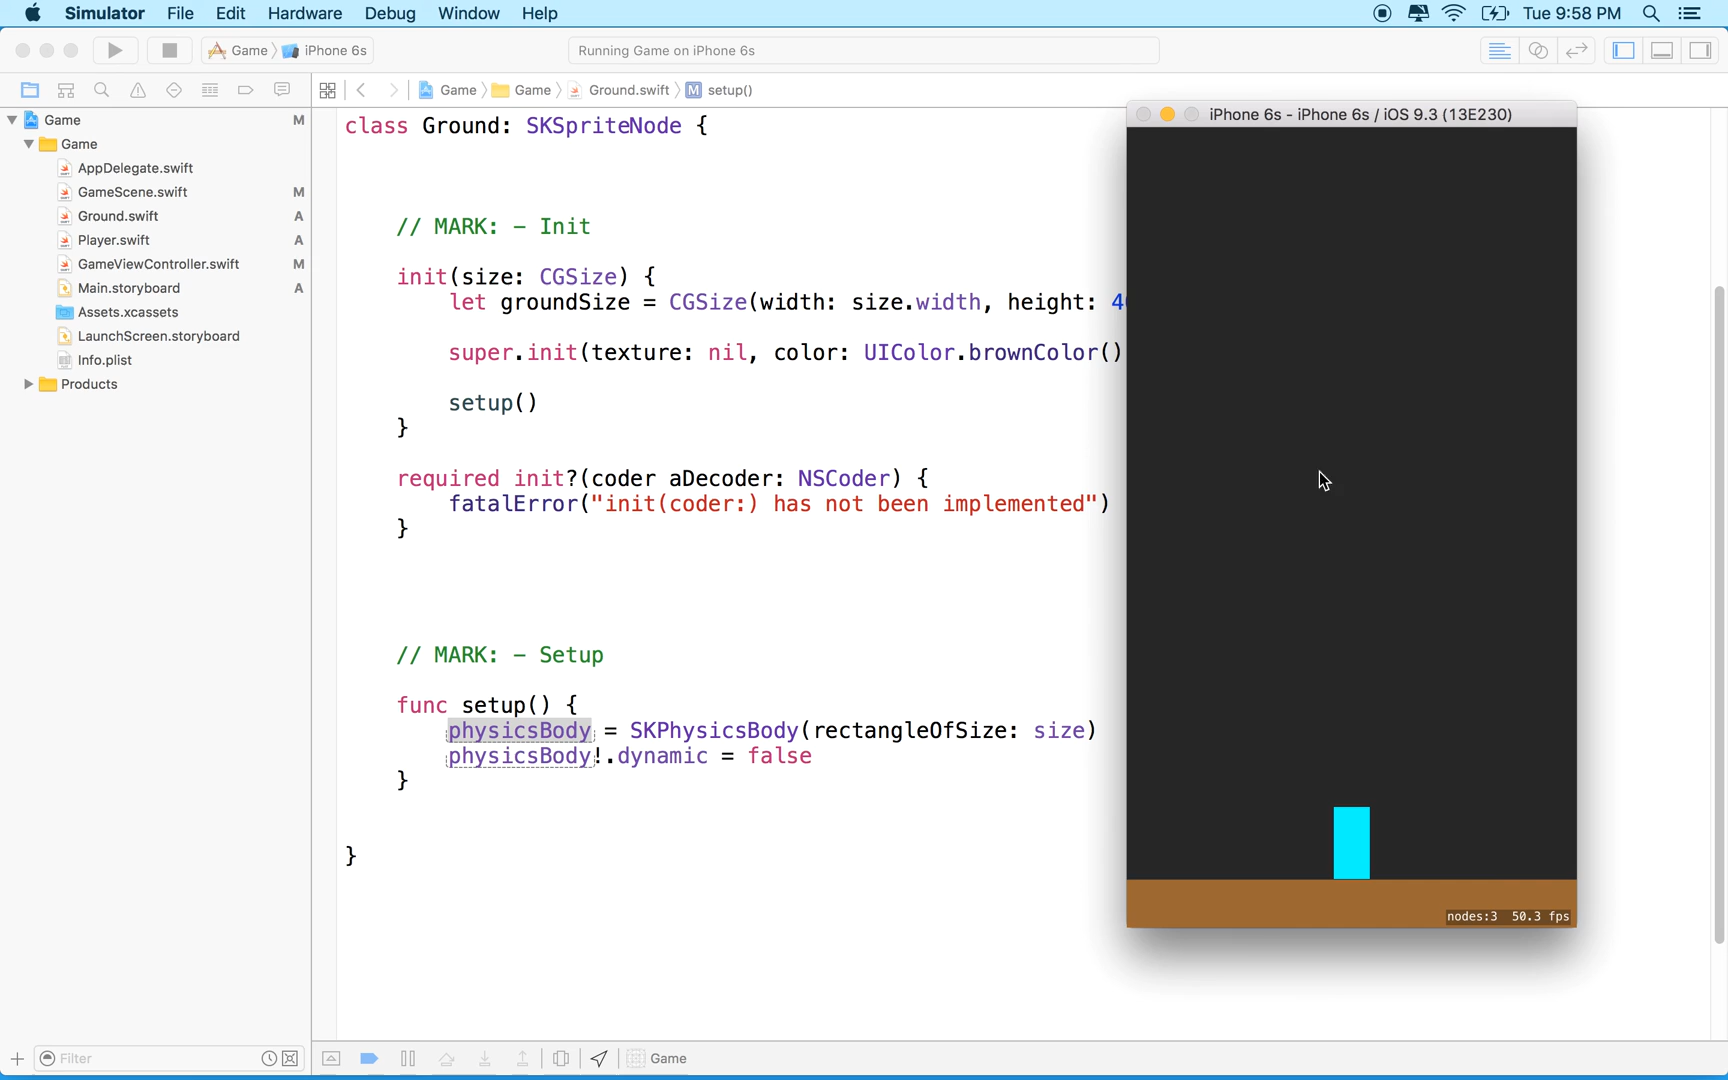 Simulator File Edit Hardware Debug Window Help Tue 9:58 PM
Game iPhone 6s Running Game on iPhone 6s
Game Game Ground.swift M setup()
Game M
Game
AppDelegate.swift
GameScene.swift M
Ground.swift A
Player.swift A
GameViewController.swift M
Main.storyboard A
Assets.xcassets
LaunchScreen.storyboard
Info.plist
Products
class Ground: SKSpriteNode {
// MARK: – Init
init(size: CGSize) {
let groundSize = CGSize(width: size.width, height: 4
super.init(texture: nil, color: UIColor.brownColor()
setup()
}
required init?(coder aDecoder: NSCoder) {
fatalError("init(coder:) has not been implemented")
}
// MARK: – Setup
func setup() {
physicsBody = SKPhysicsBody(rectangleOfSize: size)
physicsBody!.dynamic = false
}
}
iPhone 6s - iPhone 6s / iOS 9.3 (13E230)
nodes:3 50.3 fps
Filter
Game